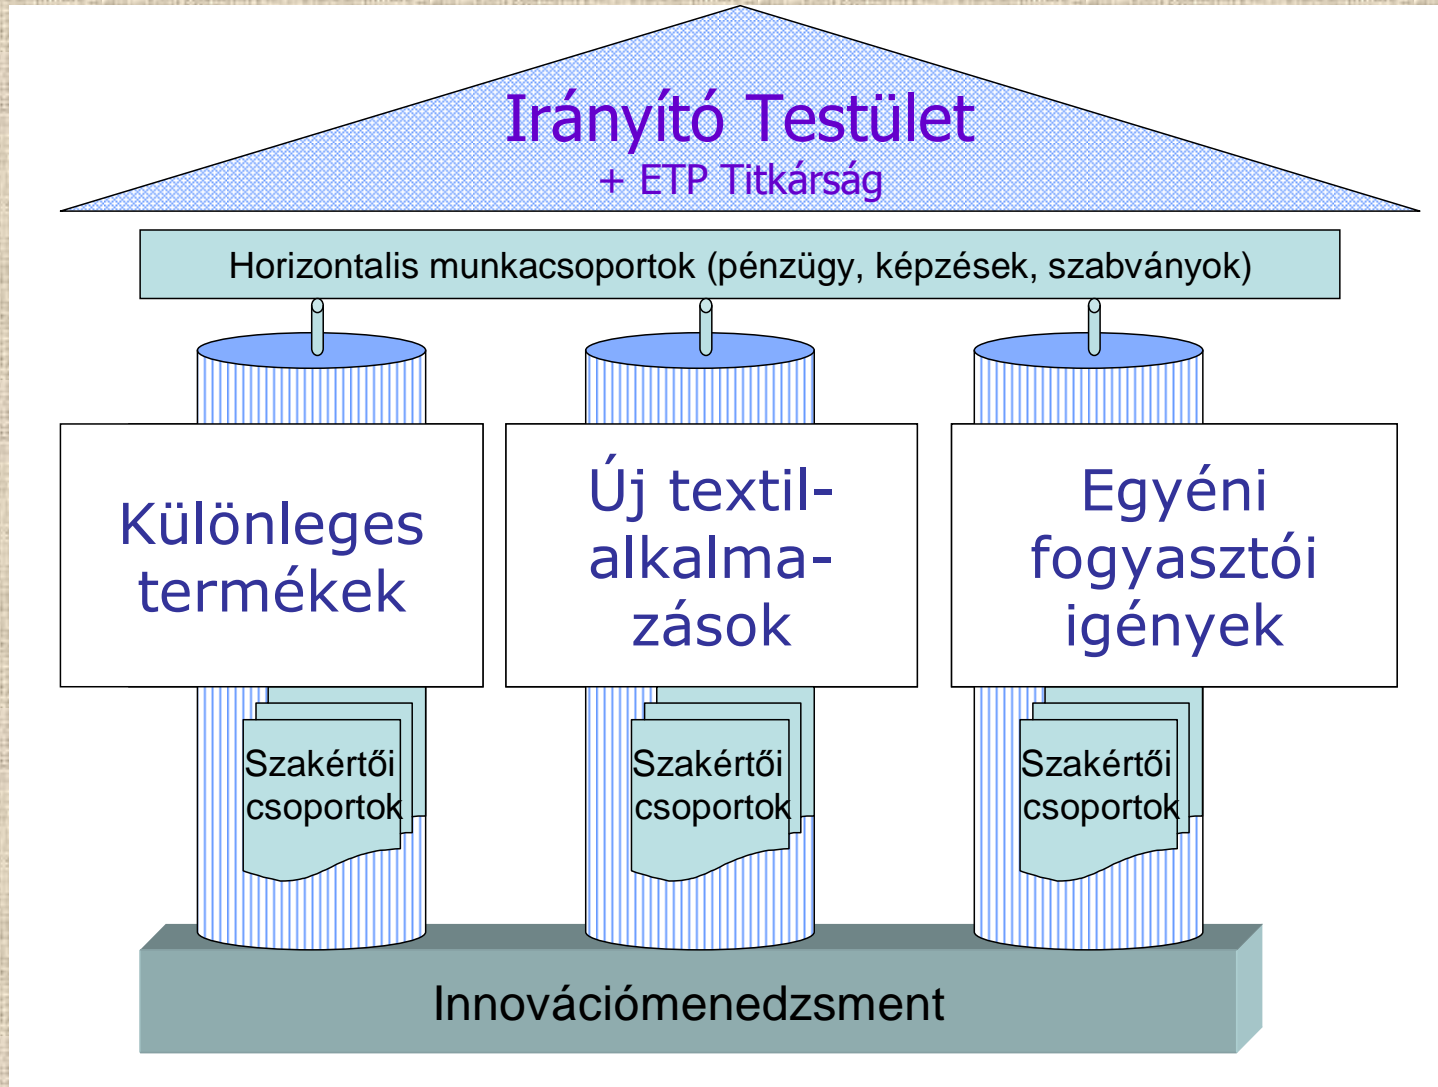 Irányító Testület
+ ETP Titkárság
Horizontalis munkacsoportok (pénzügy, képzések, szabványok)
Különleges
termékek
Új textil-
alkalma-
zások
Egyéni
fogyasztói
igények
Szakértői
csoportok
Szakértői
csoportok
Szakértői
csoportok
Innovációmenedzsment